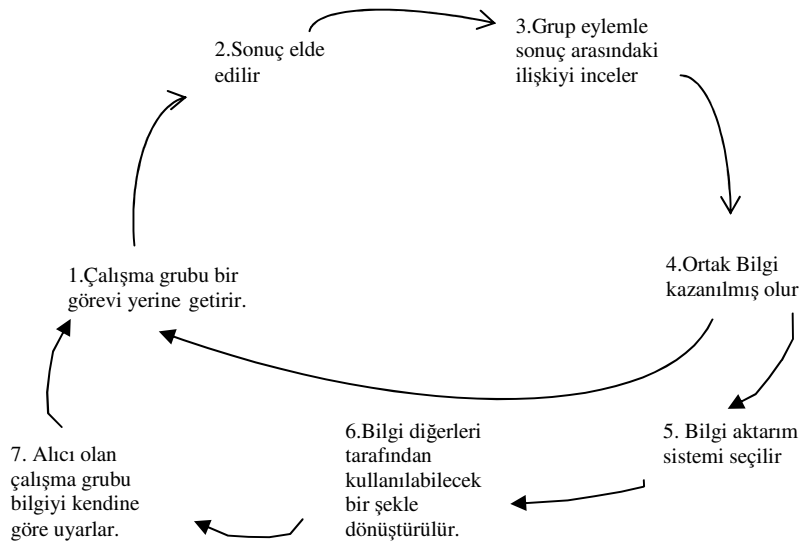 1.Çalışma grubu bir
görevi yerine getirir.
2.Sonuç elde
edilir
3.Grup eylemle
sonuç arasındaki
ilişkiyi inceler
4.Ortak Bilgi
kazanılmış olur
5. Bilgi aktarım
sistemi seçilir
6.Bilgi diğerleri
tarafından
kullanılabilecek
bir şekle
dönüştürülür.
7. Alıcı olan
çalışma grubu
bilgiyi kendine
göre uyarlar.